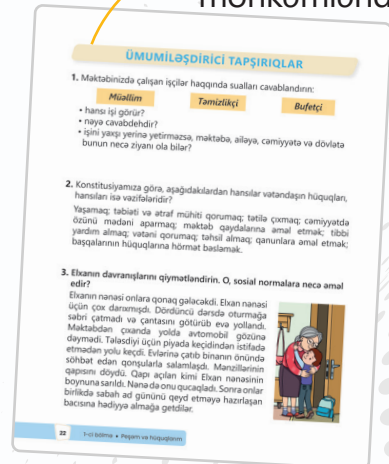 möhkəmləndi
ÜMUMİLƏŞDİRİCİ TAPŞIRIQLAR
1. Məktəbinizdə çalışan işçilər haqqında sualları cavablandırın:
Müəllim Təmizlikçi Bufetçi
• hansı işi görür?
• nəyə cavabdehdir?
• işini yaxşı yerinə yetirməzsə, məktəbə, ailəyə, cəmiyyətə və dövlətə
bunun necə ziyanı ola bilər?
2. Konstitusiyamıza görə, aşağıdakılardan hansılar vətəndaşın hüquqları,
hansıları isə vəzifələridir?
Yaşamaq; təbiəti və ətraf mühiti qorumaq; tətilə çıxmaq; cəmiyyətdə
özünü mədəni aparmaq; məktəb qaydalarına əməl etmək; tibbi
yardım almaq; vətəni qorumaq; təhsil almaq; qanunlara əməl etmək;
başqalarının hüquqlarına hörmət bəsləmək.
3. Elxanın davranışlarını qiymətləndirin. O, sosial normalara necə əməl
edir?
Elxanın nənəsi onlara qonaq gələcəkdi. Elxan nənəsi
üçün çox darıxmışdı. Dördüncü dərsdə oturmağa
səbri çatmadı və çantasını götürüb evə yollandı.
Məktəbdən çıxanda yolda avtomobil gözünə
dəymədi. Tələsdiyi üçün piyada keçidindən istifadə
etmədən yolu keçdi. Evlərinə çatıb binanın önündə
söhbət edən qonşularla salamlaşdı. Mənzillərinin
qapısını döydü. Qapı açılan kimi Elxan nənəsinin
boynuna sarıldı. Nənə də onu qucaqladı. Sonra onlar
birlikdə sabah ad gününü qeyd etməyə hazırlaşan
bacısına hədiyyə almağa getdilər.
22 1-ci bölmə • Peşəm və hüquqlarım